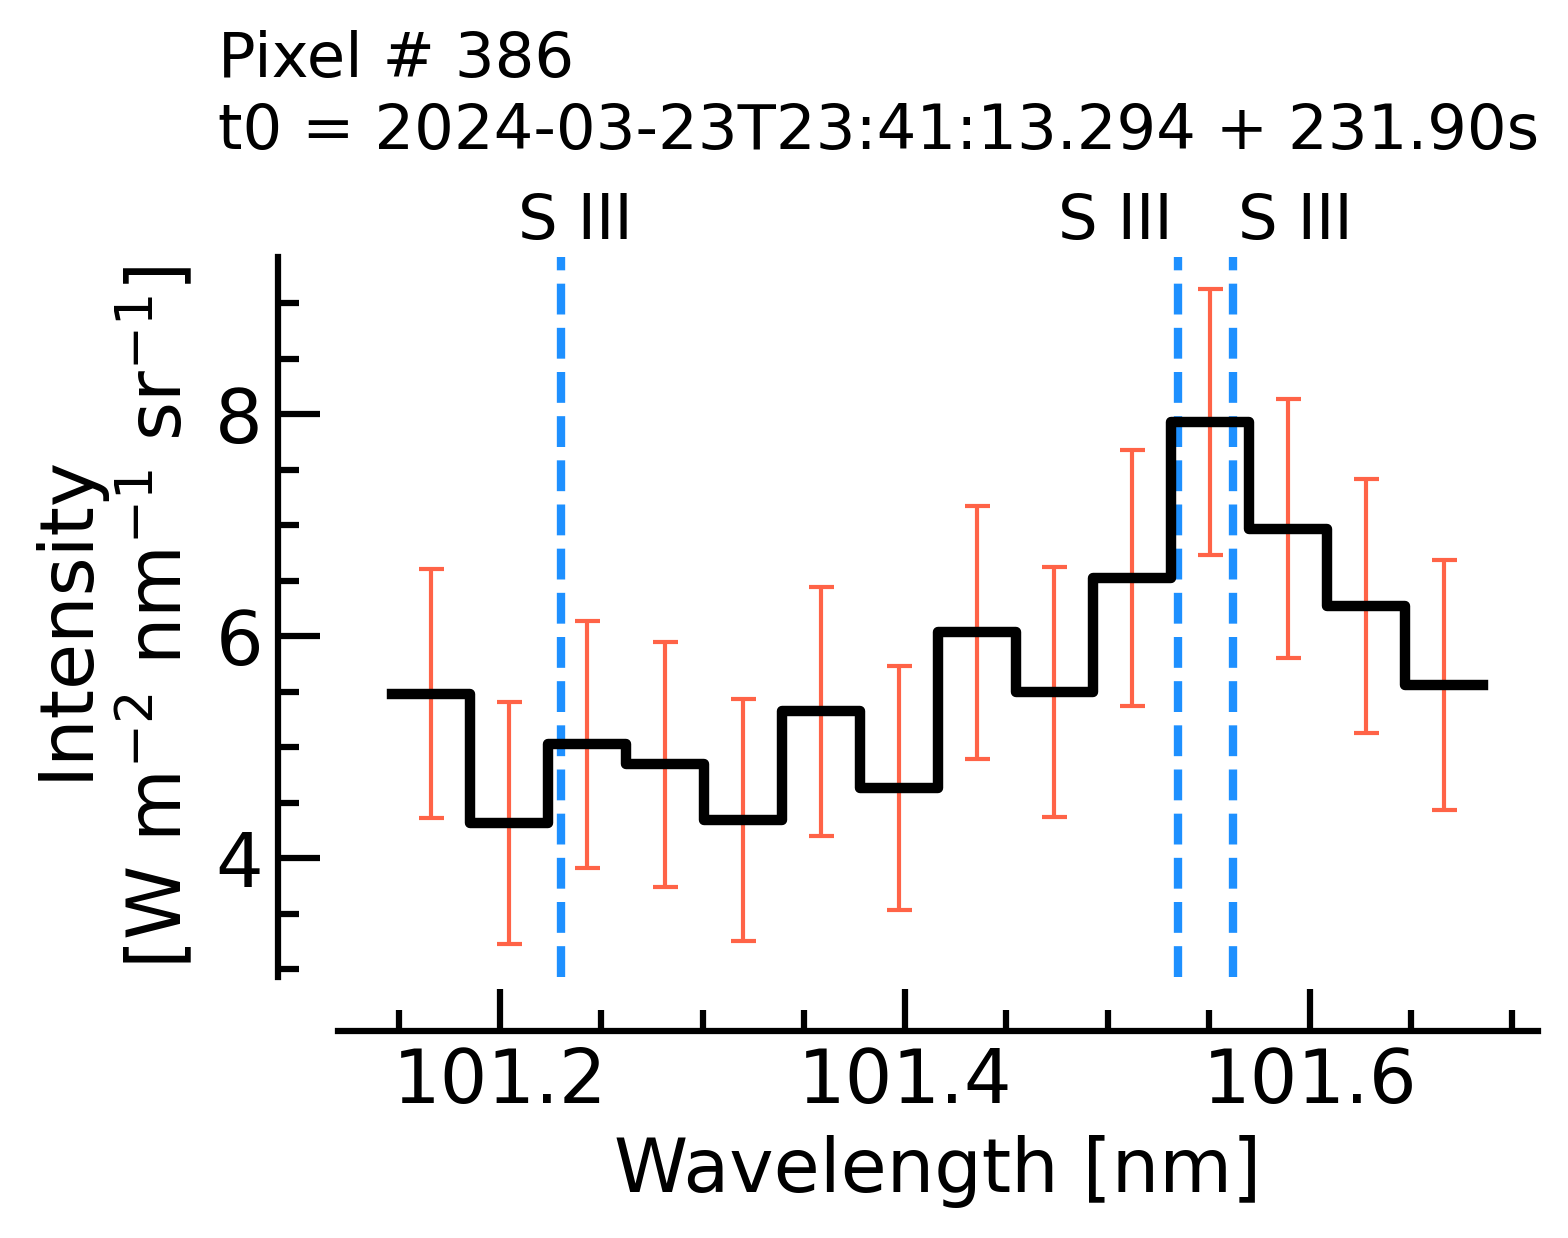 Pixel # 386
t0 = 2024-03-23T23:41:13.294 + 231.90s
S III S III S III
Intensity
[W m⁻² nm⁻¹ sr⁻¹]
8
6
4
101.2 101.4 101.6
Wavelength [nm]